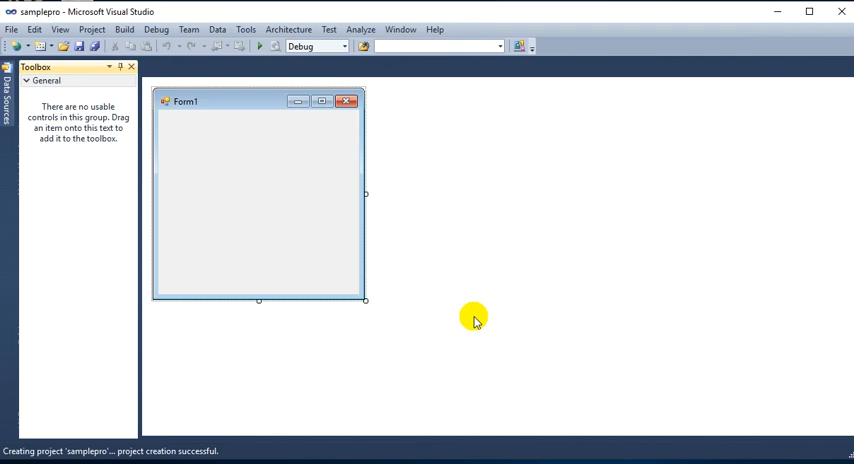 samplepro - Microsoft Visual Studio
File Edit View Project Build Debug Team Data Tools Architecture Test Analyze Window Help
Debug
Data Sources
Toolbox
General
There are no usable
controls in this group. Drag
an item onto this text to
add it to the toolbox.
Form1
Creating project 'samplepro'... project creation successful.